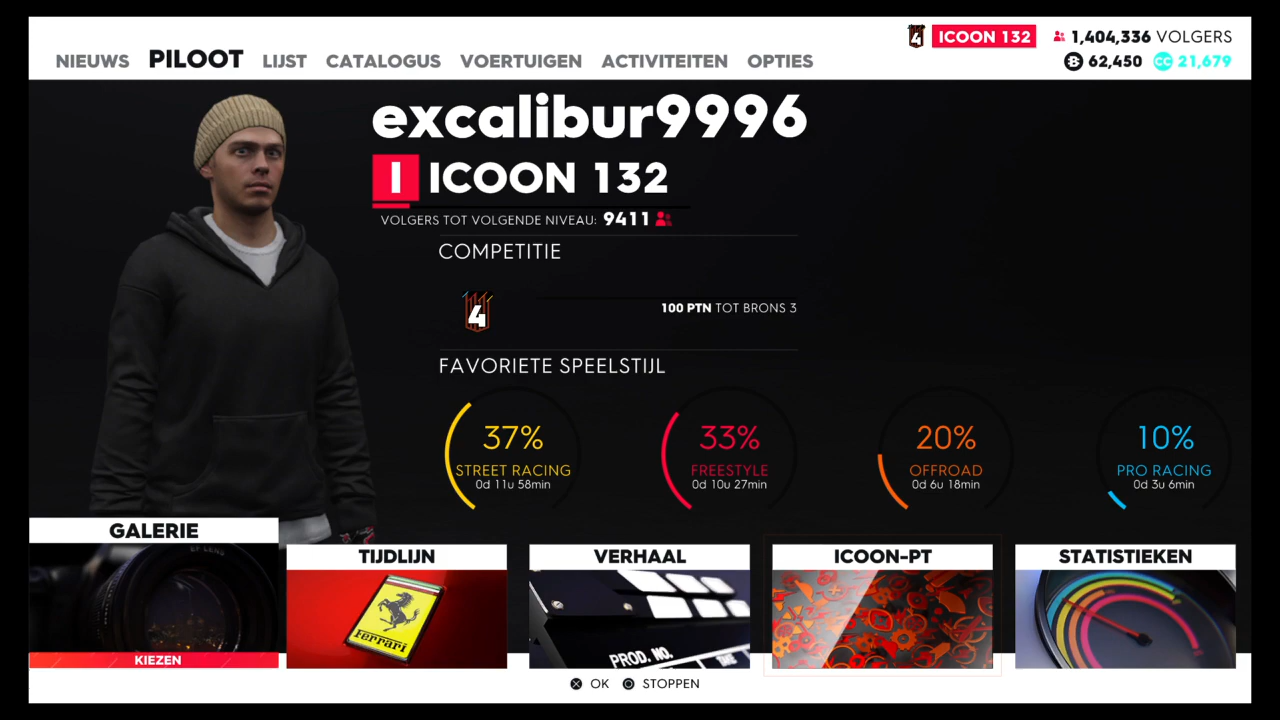 4 ICOON 132 1,404,336 VOLGERS
62,450 CC 21,679
NIEUWS PILOOT LIJST CATALOGUS VOERTUIGEN ACTIVITEITEN OPTIES
excalibur9996
I ICOON 132
VOLGERS TOT VOLGENDE NIVEAU: 9411
COMPETITIE
4 100 PTN TOT BRONS 3
FAVORIETE SPEELSTIJL
37% 33% 20% 10%
STREET RACING FREESTYLE OFFROAD PRO RACING
0d 11u 58min 0d 10u 27min 0d 6u 18min 0d 3u 6min
GALERIE
TIJDLIJN VERHAAL ICOON-PT STATISTIEKEN
EF LENS
Ferrari
PROD. NO.
KIEZEN
OK STOPPEN